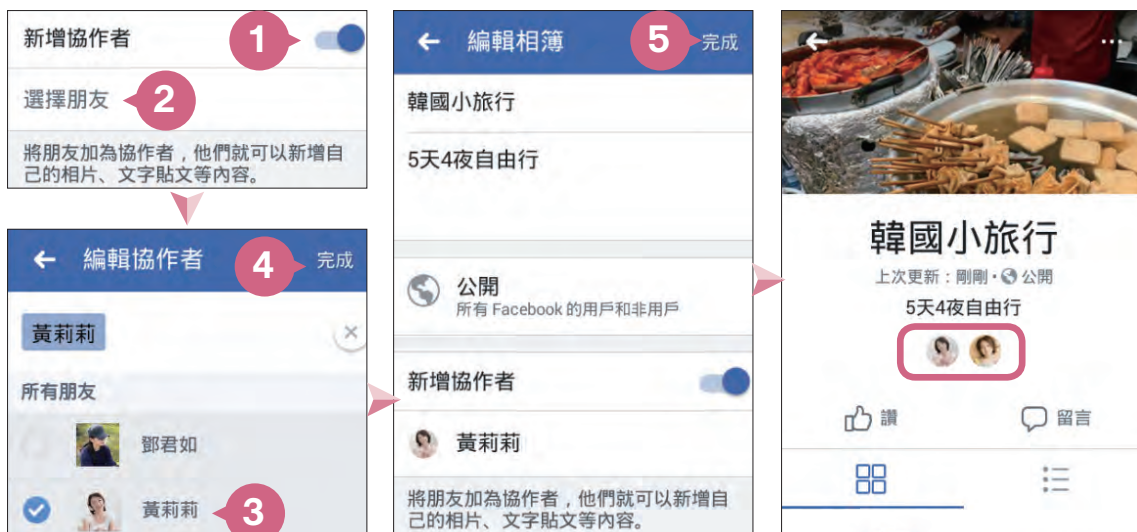 新增協作者
1
選擇朋友
2
將朋友加為協作者,他們就可以新增自
己的相片、文字貼文等內容。
編輯協作者
4
完成
黃莉莉
所有朋友
鄧君如
黃莉莉
3
編輯相簿
5
完成
韓國小旅行
5天4夜自由行
公開
所有 Facebook 的用戶和非用戶
新增協作者
黃莉莉
將朋友加為協作者,他們就可以新增自
己的相片、文字貼文等內容。
韓國小旅行
上次更新:剛剛・公開
5天4夜自由行
讚
留言